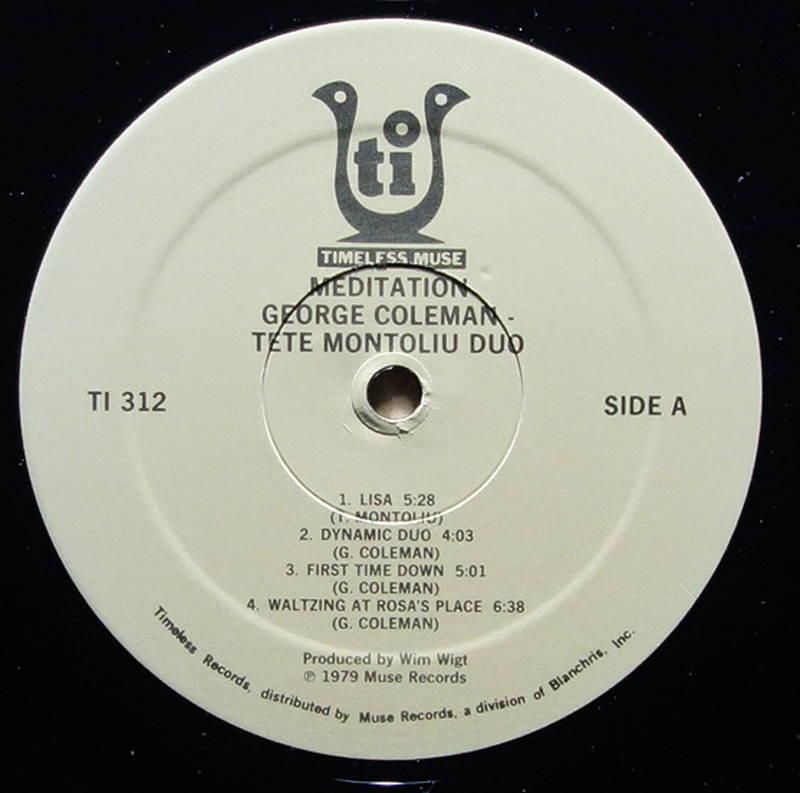 ti
TIMELESS MUSE
MEDITATION
GEORGE COLEMAN -
TETE MONTOLIU DUO
TI 312
SIDE A
1. LISA 5:28
(T. MONTOLIU)
2. DYNAMIC DUO 4:03
(G. COLEMAN)
3. FIRST TIME DOWN 5:01
(G. COLEMAN)
4. WALTZING AT ROSA'S PLACE 6:38
(G. COLEMAN)
Produced by Wim Wigt
℗ 1979 Muse Records
Timeless Records, distributed by Muse Records, a division of Blanchris, Inc.